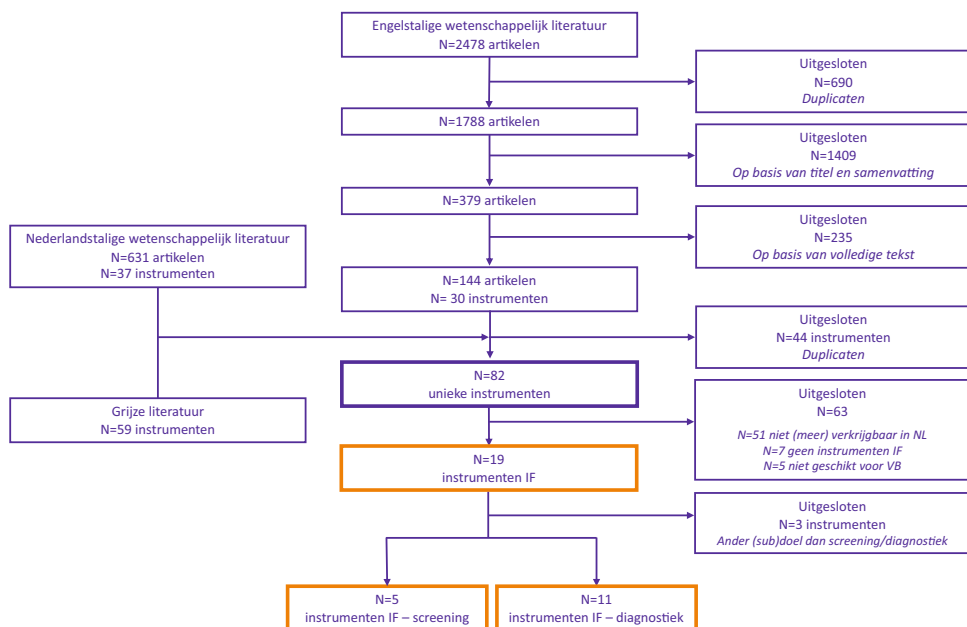 Engelstalige wetenschappelijk literatuur
N=2478 artikelen
Uitgesloten
N=690
Duplicaten
N=1788 artikelen
Uitgesloten
N=1409
Op basis van titel en samenvatting
N=379 artikelen
Nederlandstalige wetenschappelijk literatuur
N=631 artikelen
N=37 instrumenten
Uitgesloten
N=235
Op basis van volledige tekst
N=144 artikelen
N= 30 instrumenten
Uitgesloten
N=44 instrumenten
Duplicaten
N=82
unieke instrumenten
Grijze literatuur
N=59 instrumenten
Uitgesloten
N=63
N=51 niet (meer) verkrijgbaar in NL
N=7 geen instrumenten IF
N=5 niet geschikt voor VB
N=19
instrumenten IF
Uitgesloten
N=3 instrumenten
Ander (sub)doel dan screening/diagnostiek
N=5
instrumenten IF – screening
N=11
instrumenten IF – diagnostiek